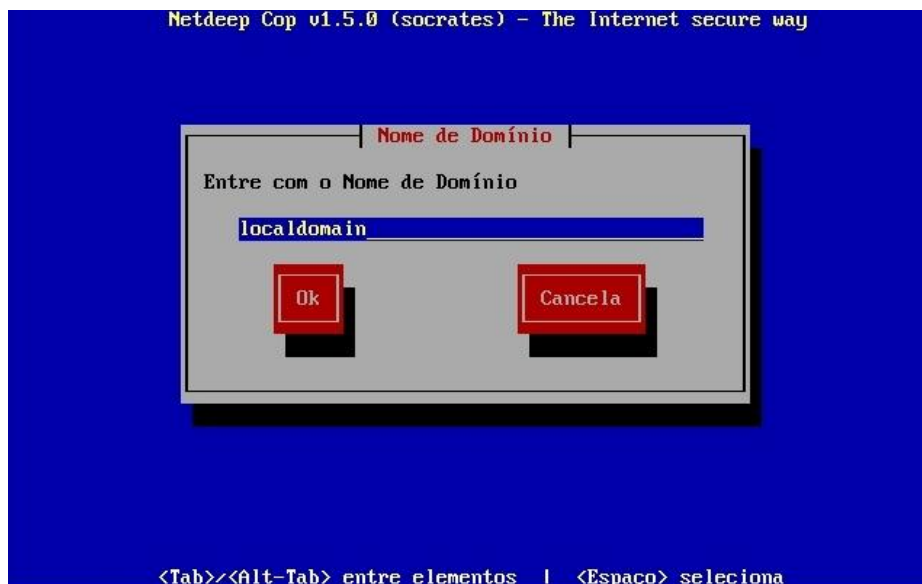 Netdeep Cop v1.5.0 (socrates) - The Internet secure way
Nome de Domínio
Entre com o Nome de Domínio
localdomain
Ok Cancela
<Tab>/<Alt-Tab> entre elementos | <Espaco> seleciona